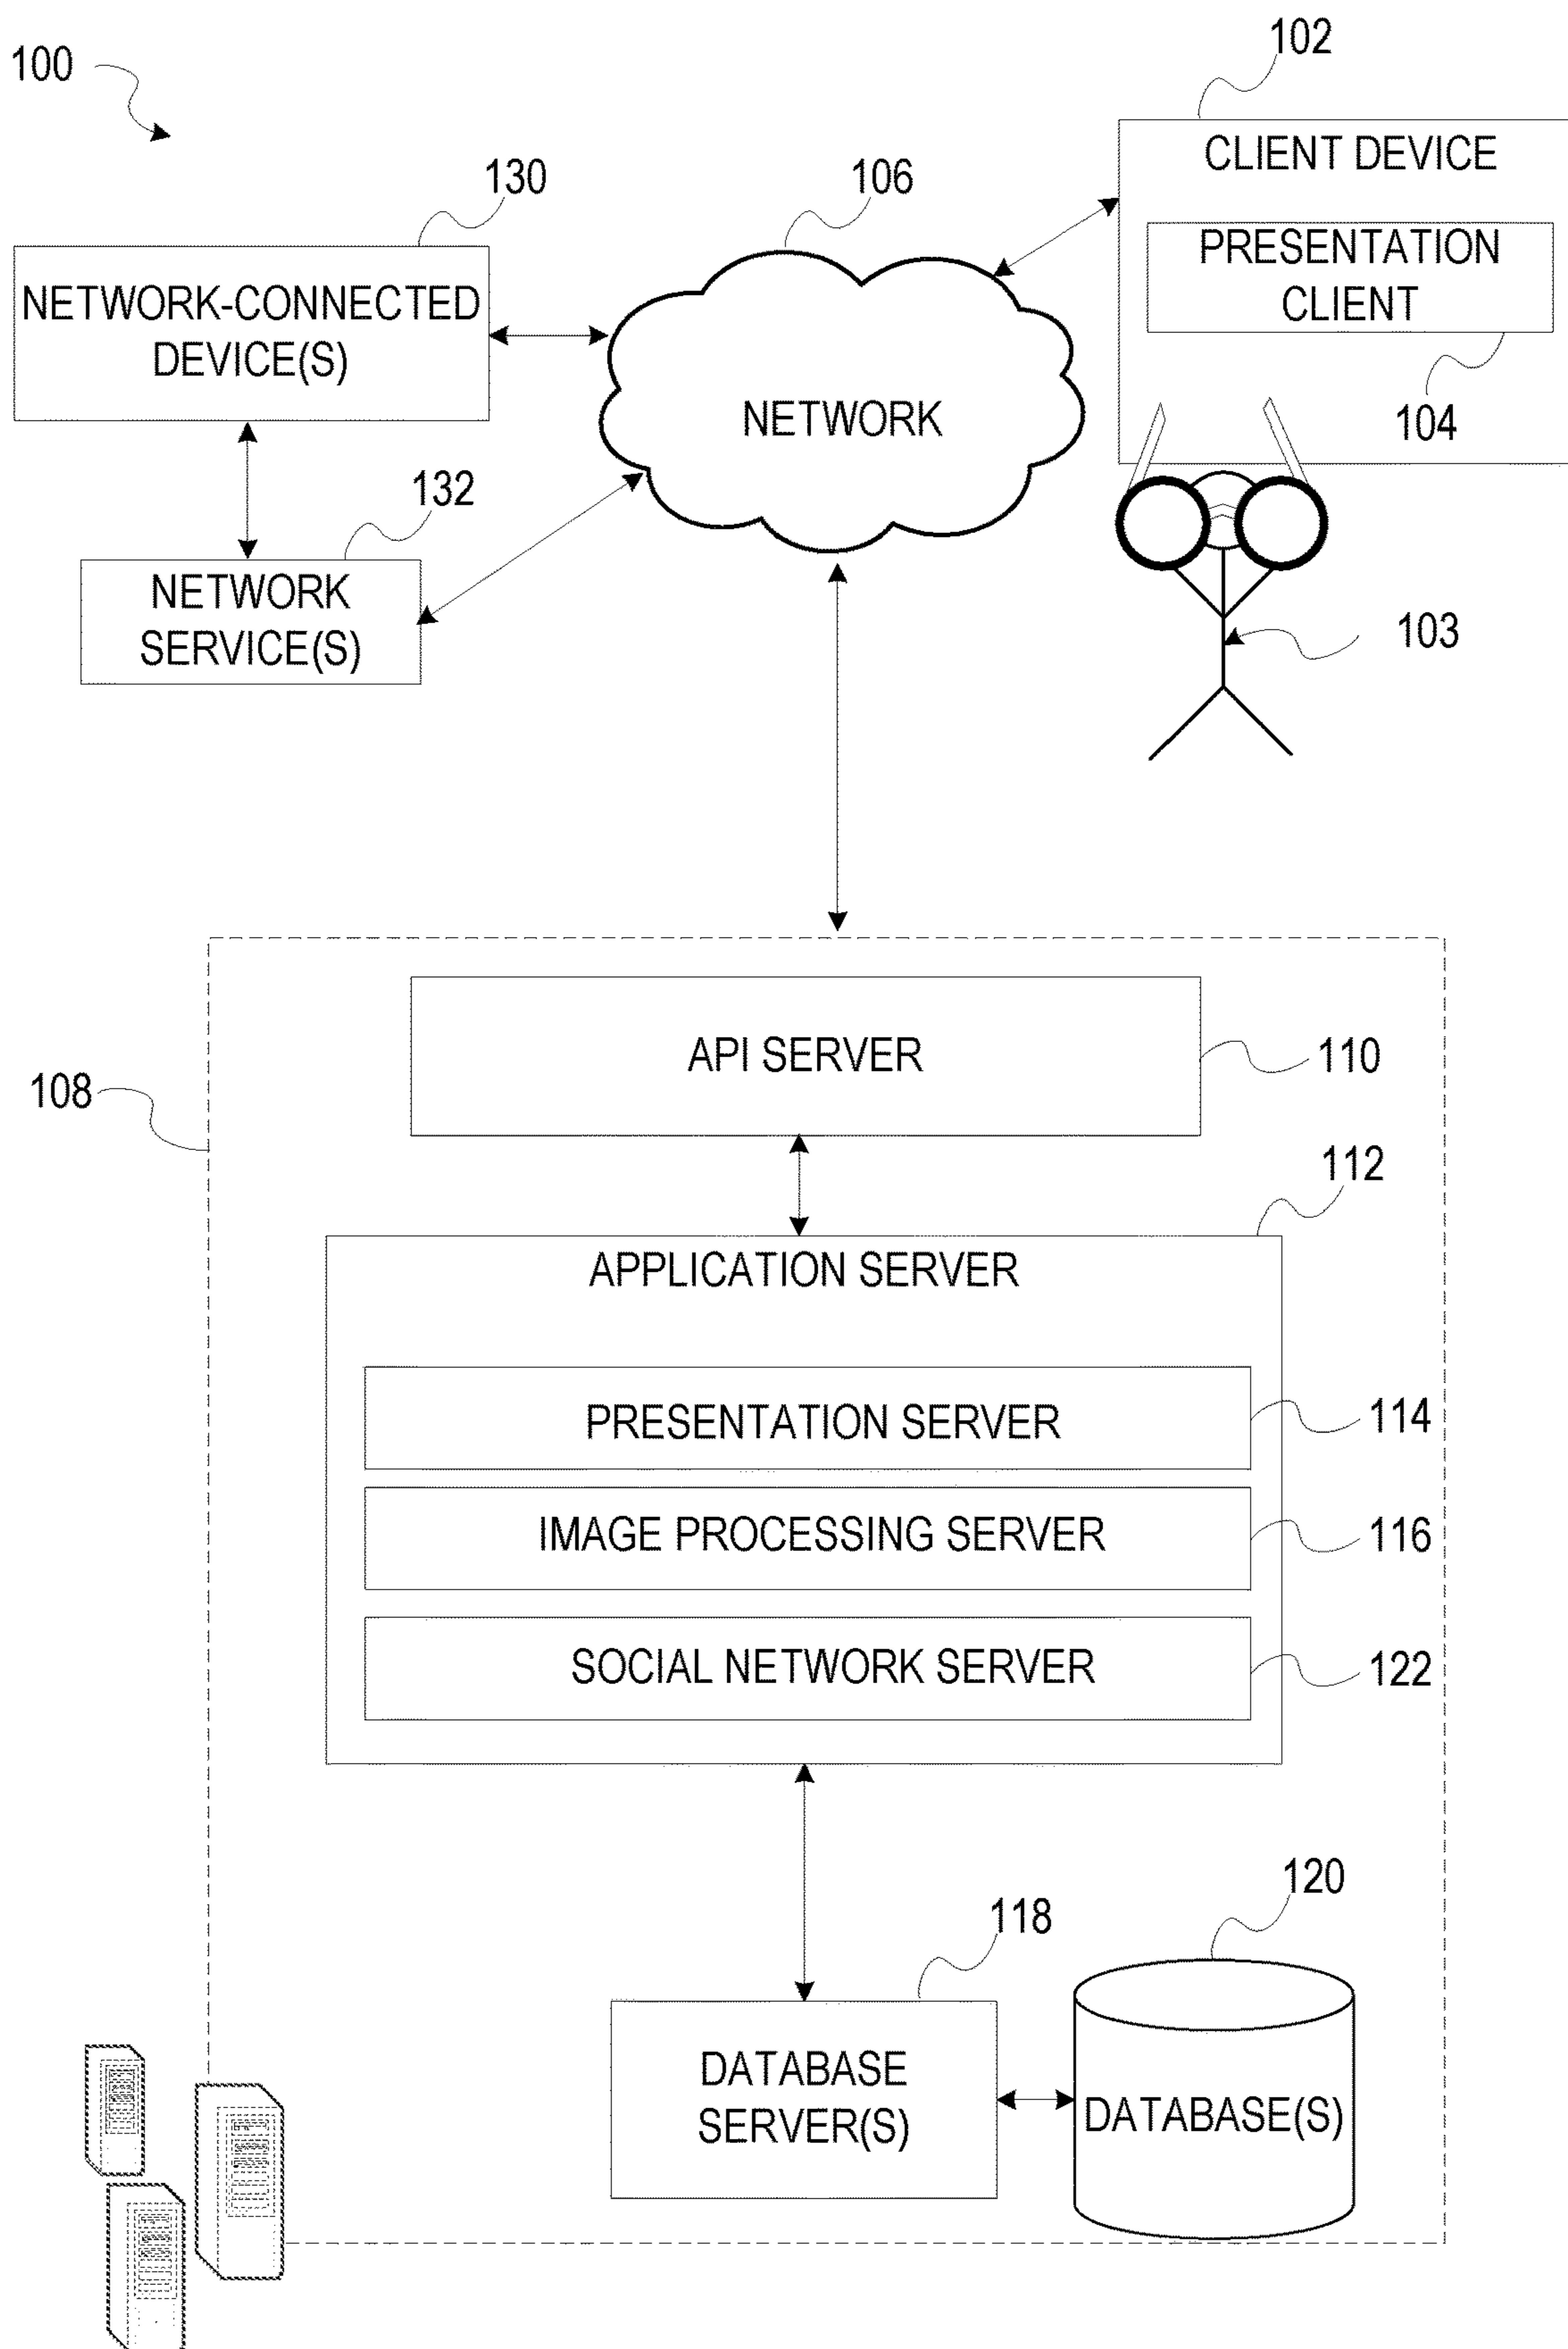 100
102
CLIENT DEVICE
130
106
PRESENTATION
CLIENT
NETWORK-CONNECTED
DEVICE(S)
NETWORK
104
132
NETWORK
SERVICE(S)
103
API SERVER
110
108
112
APPLICATION SERVER
PRESENTATION SERVER
114
IMAGE PROCESSING SERVER
116
SOCIAL NETWORK SERVER
122
120
118
DATABASE
SERVER(S)
DATABASE(S)